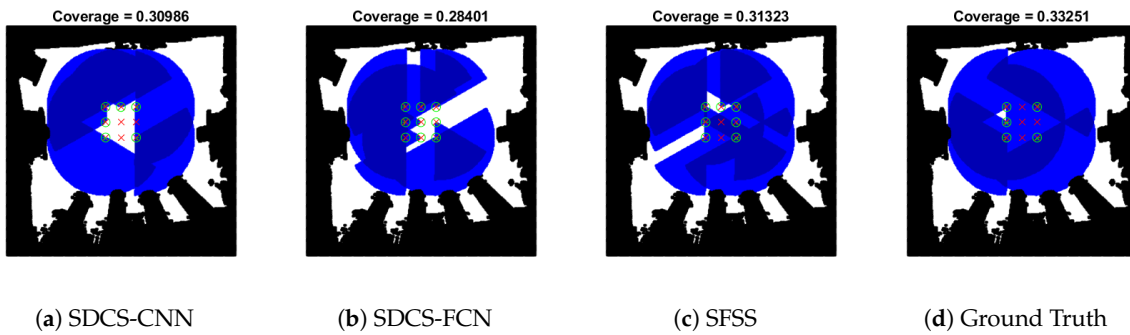 Coverage = 0.30986
Coverage = 0.28401
Coverage = 0.31323
Coverage = 0.33251
(a) SDCS-CNN
(b) SDCS-FCN
(c) SFSS
(d) Ground Truth